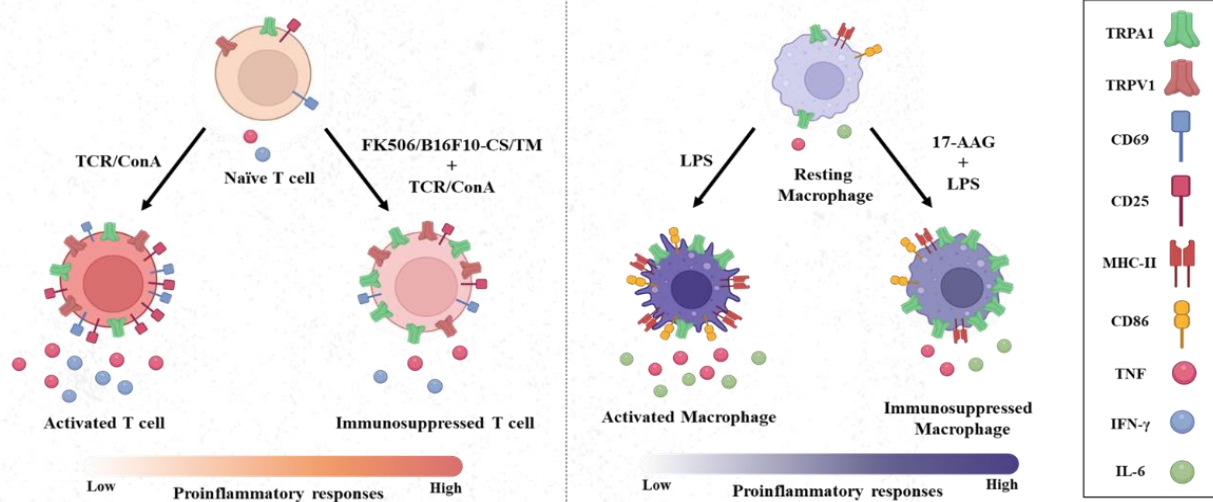 TCR/ConA
Naïve T cell
FK506/B16F10-CS/TM
+
TCR/ConA
Activated T cell
Immunosuppressed T cell
Low
Proinflammatory responses
High
LPS
Resting
Macrophage
17-AAG
+
LPS
Activated Macrophage
Immunosuppressed
Macrophage
Low
Proinflammatory responses
High
TRPA1
TRPV1
CD69
CD25
MHC-II
CD86
TNF
IFN-γ
IL-6